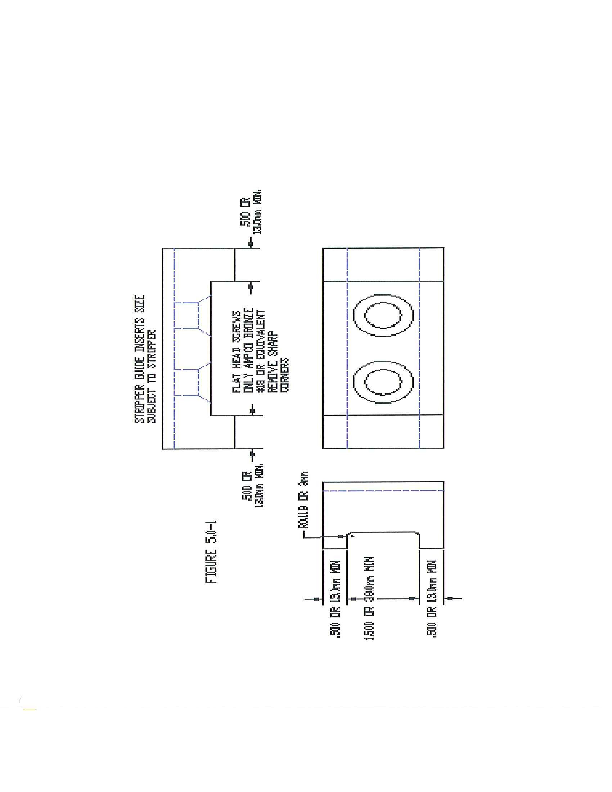 STRIPPER GUIDE INSERTS SIZE
SUBJECT TO STRIPPER
.500 OR
13.0mm MIN.
FLAT HEAD SCREWS
ONLY AMPCO BRONZE
#18 OR EQUIVALENT
REMOVE SHARP
CORNERS
.500 OR
13.0mm MIN.
FIGURE 5.0-1
OR 3mm
.500 OR 13.0mm MIN
1.500 OR 38.0mm MIN
.500 OR 13.0mm MIN